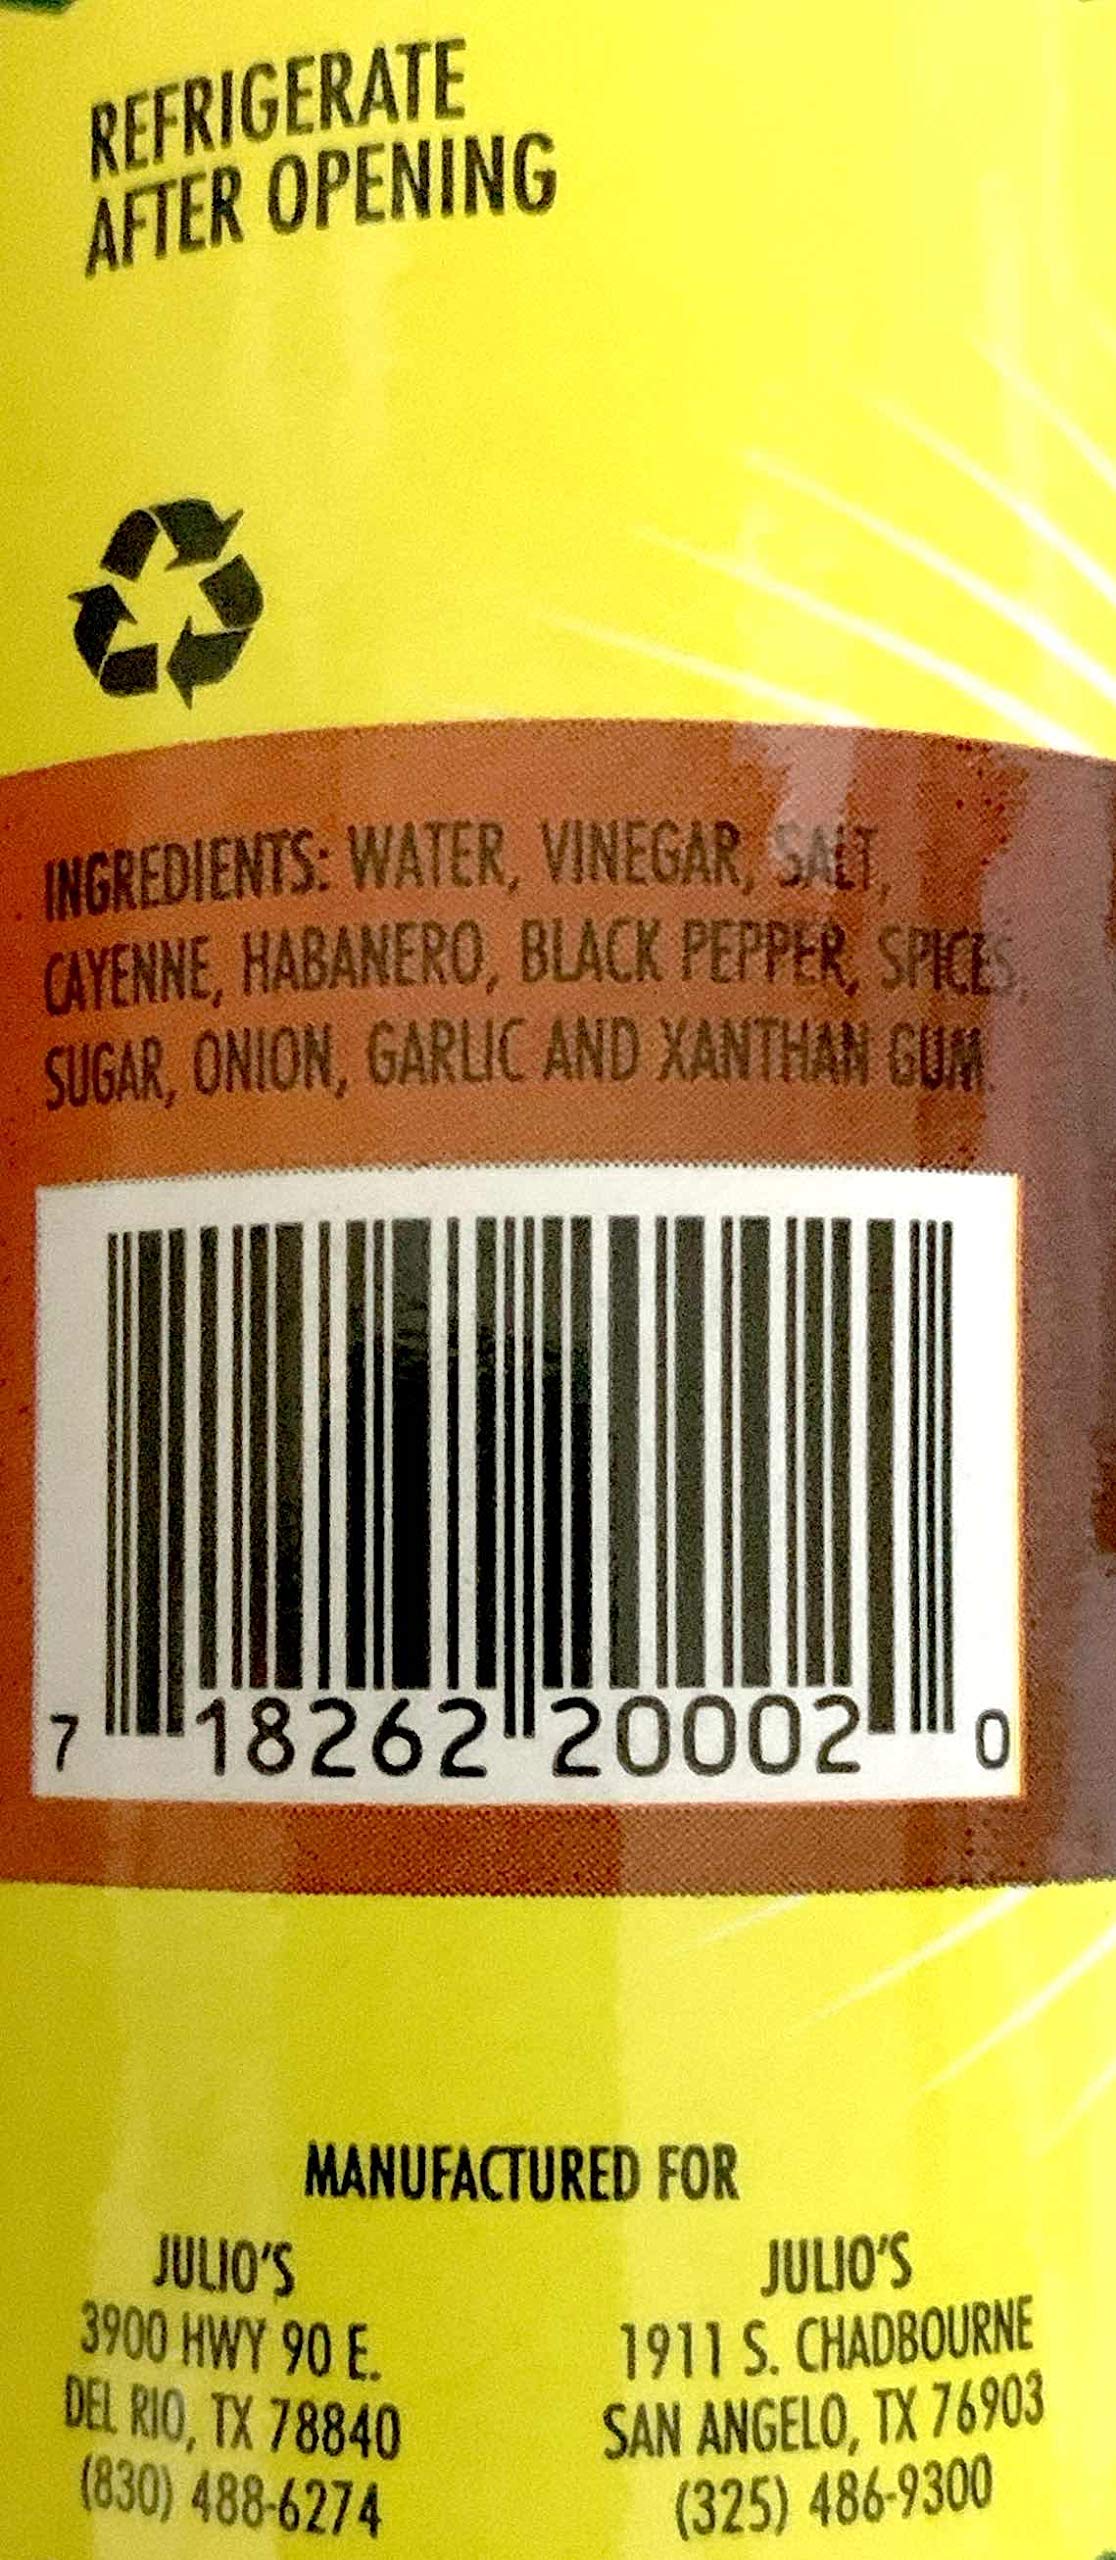 REFRIGERATE
AFTER OPENING
INGREDIENTS: WATER, VINEGAR, SALT,
CAYENNE, HABANERO, BLACK PEPPER, SPICES,
SUGAR, ONION, GARLIC AND XANTHAN GUM.
7 18262 20002 0
MANUFACTURED FOR
JULIO'S
3900 HWY 90 E.
DEL RIO, TX 78840
(830) 488-6274
JULIO'S
1911 S. CHADBOURNE
SAN ANGELO, TX 76903
(325) 486-9300